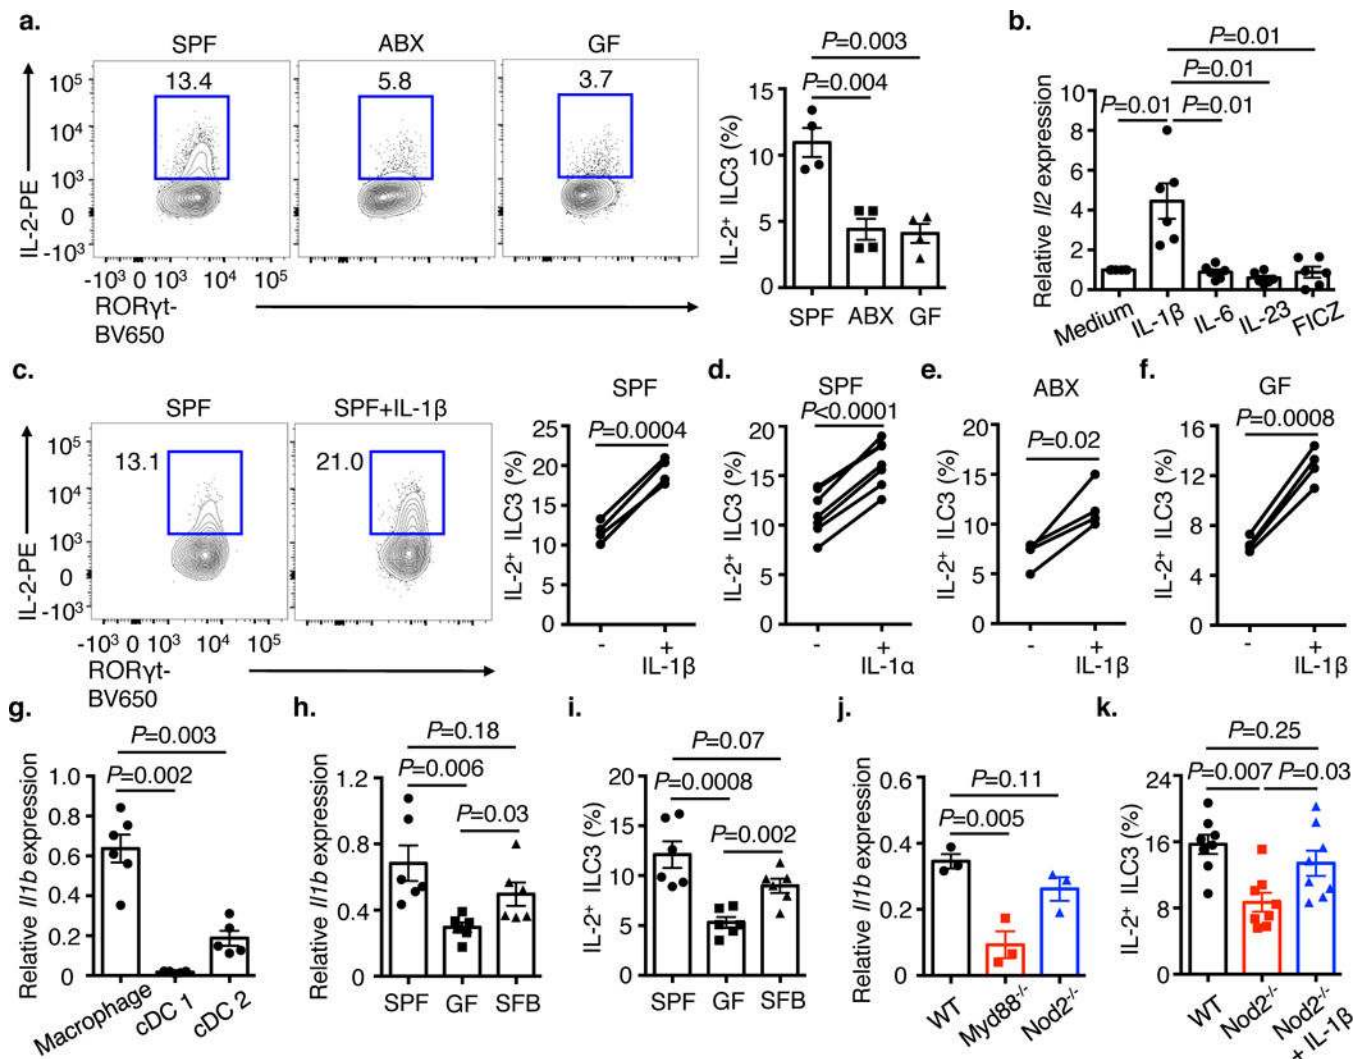 a.
SPF
ABX
GF
13.4
5.8
3.7
IL-2-PE
10⁵
10⁴
10³
0
-10³
-10³ 0 10³ 10⁴ 10⁵
RORγt-
BV650
P=0.003
P=0.004
IL-2⁺ ILC3 (%)
15
10
5
0
SPF ABX GF
b.
P=0.01
P=0.01
P=0.01 P=0.01
Relative Il2 expression
10
8
6
4
2
0
Medium IL-1β IL-6 IL-23 FICZ
c.
SPF
SPF+IL-1β
13.1
21.0
IL-2-PE
10⁵
10⁴
10³
0
-10³
-10³ 0 10³ 10⁴ 10⁵
RORγt-
BV650
SPF
P=0.0004
IL-2⁺ ILC3 (%)
25
20
15
10
5
0
- +
IL-1β
d.
SPF
P<0.0001
IL-2⁺ ILC3 (%)
20
15
10
5
0
- +
IL-1α
e.
ABX
P=0.02
IL-2⁺ ILC3 (%)
20
15
10
5
0
- +
IL-1β
f.
GF
P=0.0008
IL-2⁺ ILC3 (%)
16
12
8
4
0
- +
IL-1β
g.
P=0.003
P=0.002
Relative Il1b expression
1.0
0.8
0.6
0.4
0.2
0
Macrophage cDC 1 cDC 2
h.
P=0.18
P=0.006
P=0.03
Relative Il1b expression
1.2
0.8
0.4
0
SPF GF SFB
i.
P=0.07
P=0.0008
P=0.002
IL-2⁺ ILC3 (%)
20
15
10
5
0
SPF GF SFB
j.
P=0.11
P=0.005
Relative Il1b expression
0.6
0.4
0.2
0
WT Myd88⁻/⁻ Nod2⁻/⁻
k.
P=0.25
P=0.007 P=0.03
IL-2⁺ ILC3 (%)
24
16
8
0
WT Nod2⁻/⁻ Nod2⁻/⁻
+ IL-1β